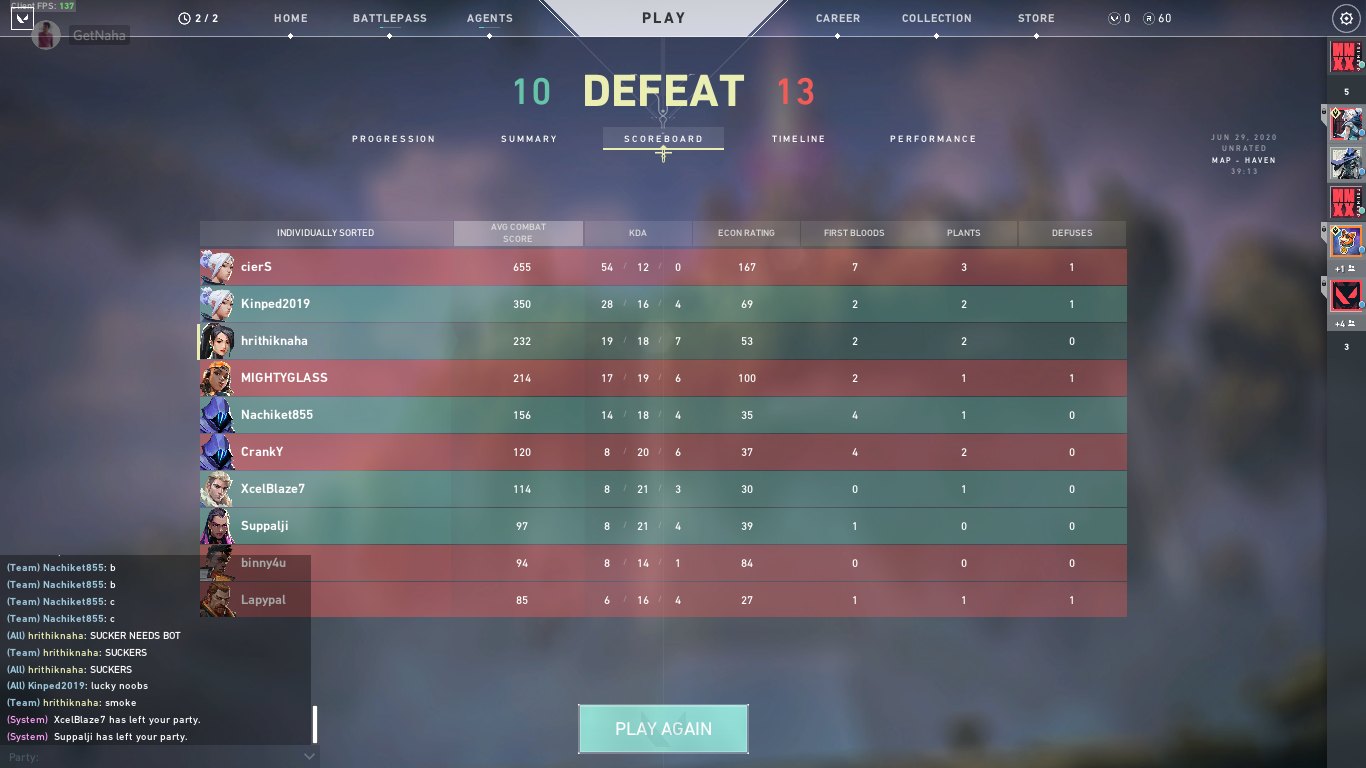 Client FPS: 137
GetNaha
2 / 2
HOME
BATTLEPASS
AGENTS
PLAY
CAREER
COLLECTION
STORE
0
60
10 DEFEAT 13
PROGRESSION
SUMMARY
SCOREBOARD
TIMELINE
PERFORMANCE
JUN 29, 2020
UNRATED
MAP - HAVEN
39:13
5
+1
+4
3
INDIVIDUALLY SORTED AVG COMBAT SCORE KDA ECON RATING FIRST BLOODS PLANTS DEFUSES
cierS 655 54 / 12 / 0 167 7 3 1
Kinped2019 350 28 / 16 / 4 69 2 2 1
hrithiknaha 232 19 / 18 / 7 53 2 2 0
MIGHTYGLASS 214 17 / 19 / 6 100 2 1 1
Nachiket855 156 14 / 18 / 4 35 4 1 0
CrankY 120 8 / 20 / 6 37 4 2 0
XcelBlaze7 114 8 / 21 / 3 30 0 1 0
Suppalji 97 8 / 21 / 4 39 1 0 0
binny4u 94 8 / 14 / 1 84 0 0 0
Lapypal 85 6 / 16 / 4 27 1 1 1
(Team) Nachiket855: b
(Team) Nachiket855: b
(Team) Nachiket855: c
(Team) Nachiket855: c
(All) hrithiknaha: SUCKER NEEDS BOT
(Team) hrithiknaha: SUCKERS
(All) hrithiknaha: SUCKERS
(All) Kinped2019: lucky noobs
(Team) hrithiknaha: smoke
(System) XcelBlaze7 has left your party.
(System) Suppalji has left your party.
Party:
PLAY AGAIN